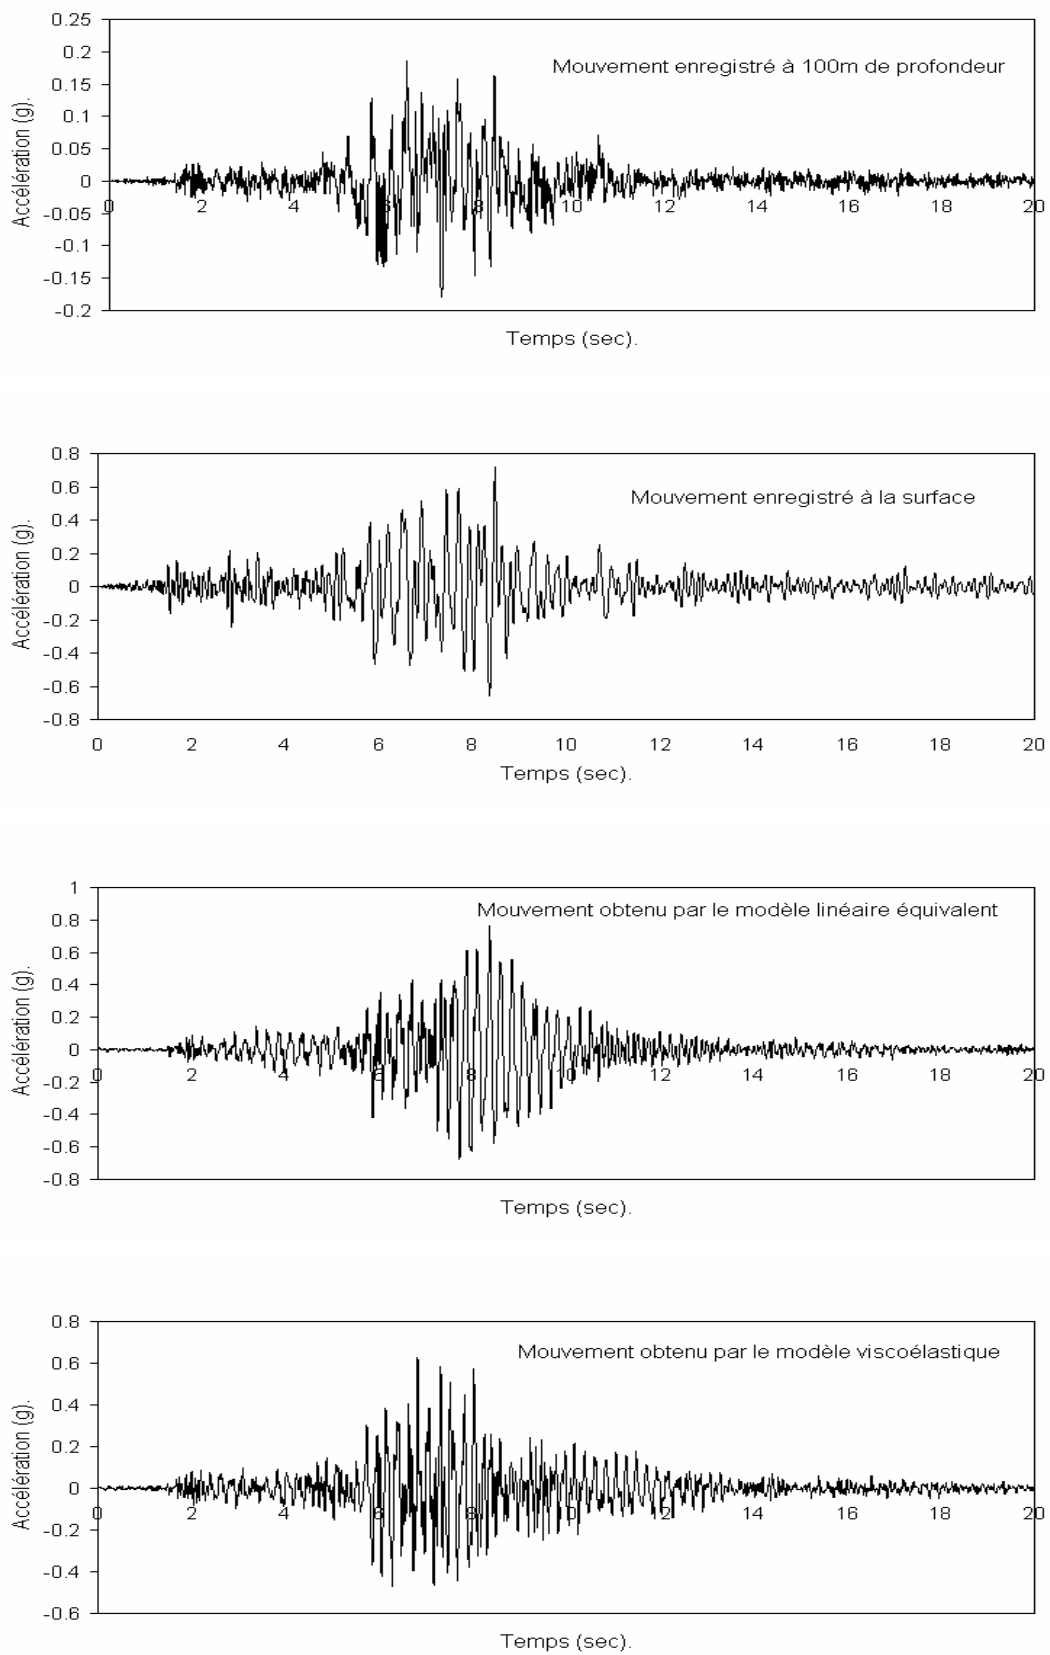 0.25
0.2
Mouvement enregistré à 100m de profondeur
0.15
0.1
0.05
0
-0.05
-0.1
-0.15
-0.2
Accélération (g).
0 2 4 6 8 10 12 14 16 18 20
Temps (sec).
0.8
0.6
Mouvement enregistré à la surface
0.4
0.2
0
-0.2
-0.4
-0.6
-0.8
Accélération (g).
0 2 4 6 8 10 12 14 16 18 20
Temps (sec).
1
Mouvement obtenu par le modèle linéaire équivalent
0.8
0.6
0.4
0.2
0
-0.2
-0.4
-0.6
-0.8
Accélération (g).
0 2 4 6 8 10 12 14 16 18 20
Temps (sec).
0.8
Mouvement obtenu par le modèle viscoélastique
0.6
0.4
0.2
0
-0.2
-0.4
-0.6
Accélération (g).
0 2 4 6 8 10 12 14 16 18 20
Temps (sec).